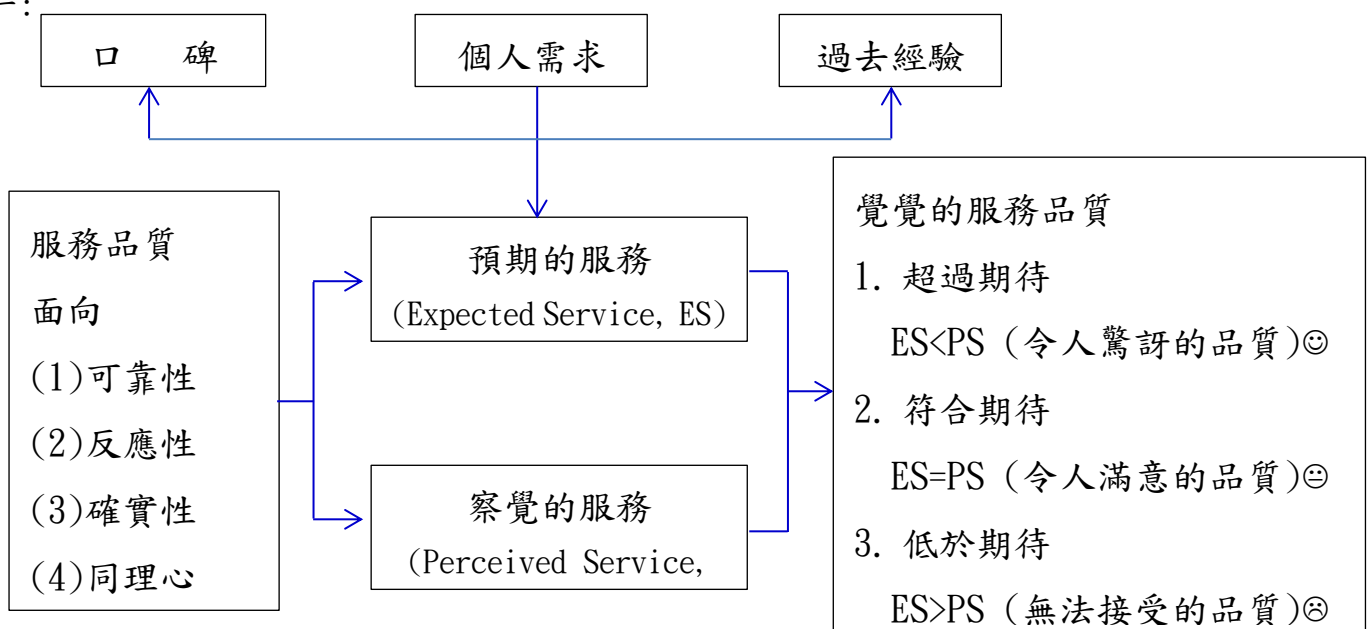 口 碑
個人需求
過去經驗
服務品質
面向
(1)可靠性
(2)反應性
(3)確實性
(4)同理心
預期的服務
(Expected Service, ES)
察覺的服務
(Perceived Service,
覺覺的服務品質
1. 超過期待
ES<PS (令人驚訝的品質)☺
2. 符合期待
ES=PS (令人滿意的品質)😐
3. 低於期待
ES>PS (無法接受的品質)☹